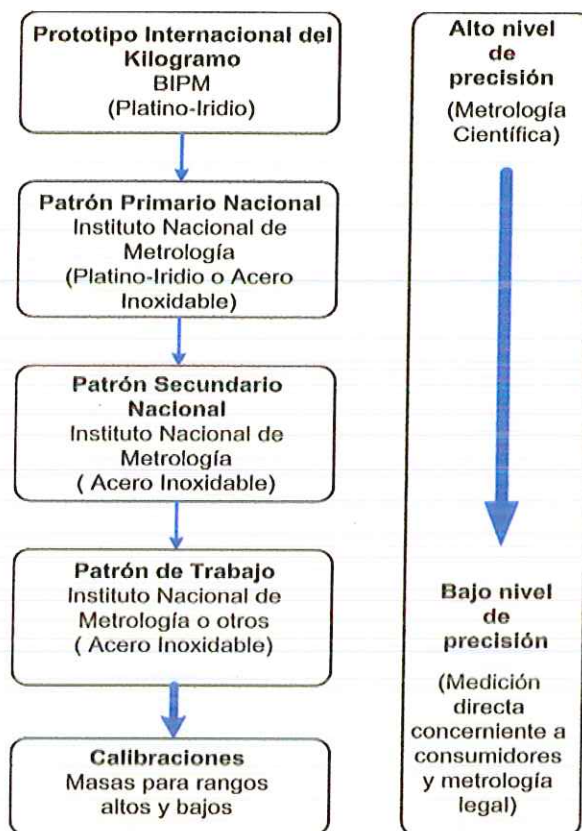 Prototipo Internacional del
Kilogramo
BIPM
(Platino-Iridio)
Patrón Primario Nacional
Instituto Nacional de
Metrología
(Platino-Iridio o Acero
Inoxidable)
Patrón Secundario
Nacional
Instituto Nacional de
Metrología
( Acero Inoxidable)
Patrón de Trabajo
Instituto Nacional de
Metrología o otros
( Acero Inoxidable)
Calibraciones
Masas para rangos
altos y bajos
Alto nivel
de
precisión
(Metrología
Científica)
Bajo nivel
de
precisión
(Medición
directa
concerniente a
consumidores
y metrología
legal)